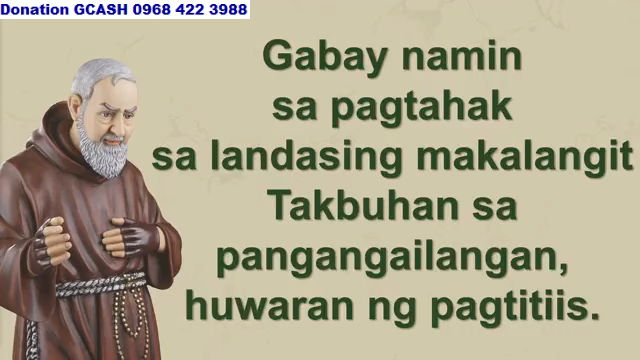 Donation GCASH 0968 422 3988
Gabay namin
sa pagtahak
sa landasing makalangit
Takbuhan sa
pangangailangan,
huwaran ng pagtitiis.